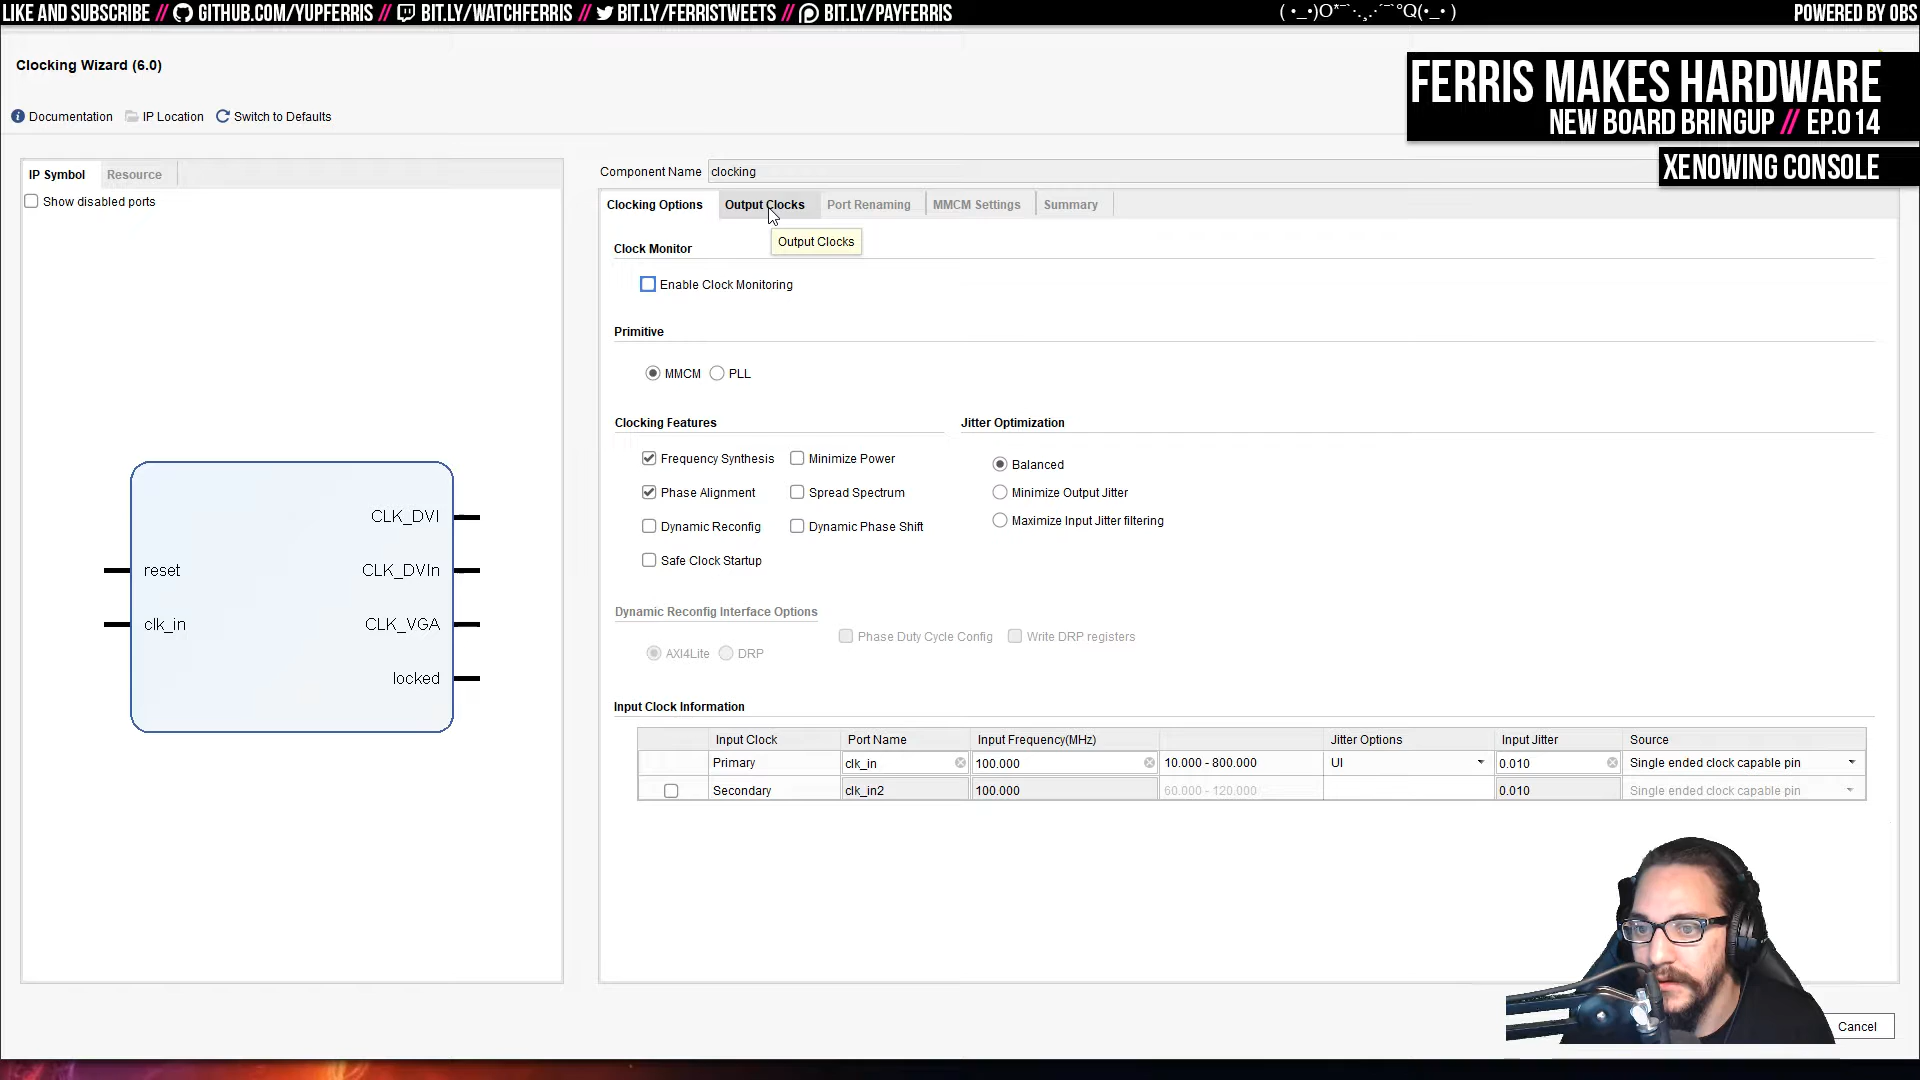 LIKE AND SUBSCRIBE // GITHUB.COM/YUPFERRIS // BIT.LY/WATCHFERRIS // BIT.LY/FERRISTWEETS // BIT.LY/PAYFERRIS
POWERED BY OBS
Clocking Wizard (6.0)
FERRIS MAKES HARDWARE
NEW BOARD BRINGUP // EP.014
XENOWING CONSOLE
Documentation IP Location Switch to Defaults
IP Symbol Resource
Show disabled ports
reset
clk_in
CLK_DVI
CLK_DVIn
CLK_VGA
locked
Component Name clocking
Clocking Options Output Clocks Port Renaming MMCM Settings Summary
Output Clocks
Clock Monitor
Enable Clock Monitoring
Primitive
MMCM PLL
Clocking Features
Frequency Synthesis Minimize Power
Phase Alignment Spread Spectrum
Dynamic Reconfig Dynamic Phase Shift
Safe Clock Startup
Jitter Optimization
Balanced
Minimize Output Jitter
Maximize Input Jitter filtering
Dynamic Reconfig Interface Options
AXI4Lite DRP
Phase Duty Cycle Config Write DRP registers
Input Clock Information
Input Clock Port Name Input Frequency(MHz) Jitter Options Input Jitter Source
Primary clk_in 100.000 10.000 - 800.000 UI 0.010 Single ended clock capable pin
Secondary clk_in2 100.000 60.000 - 120.000 0.010 Single ended clock capable pin
Cancel